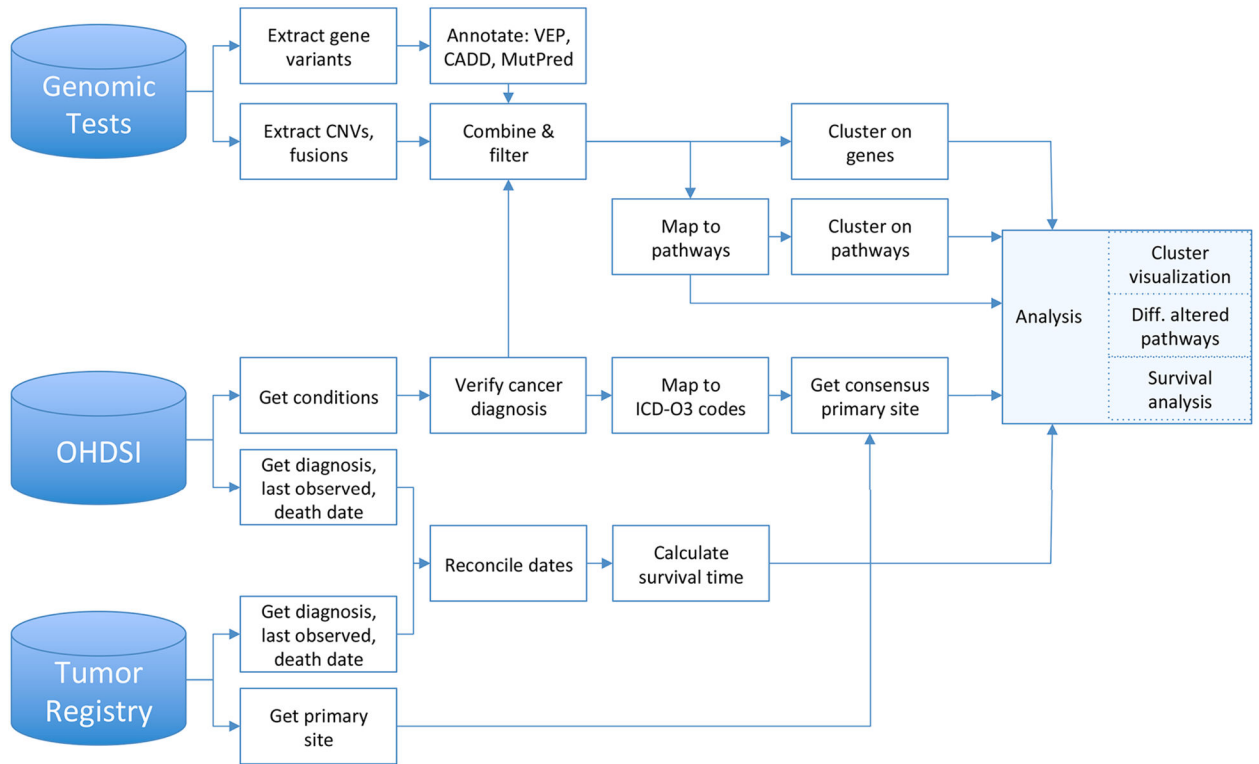 Genomic
Tests
Extract gene
variants
Annotate: VEP,
CADD, MutPred
Extract CNVs,
fusions
Combine &
filter
Cluster on
genes
Map to
pathways
Cluster on
pathways
Analysis
Cluster
visualization
Diff. altered
pathways
Survival
analysis
OHDSI
Get conditions
Verify cancer
diagnosis
Map to
ICD-O3 codes
Get consensus
primary site
Get diagnosis,
last observed,
death date
Reconcile dates
Calculate
survival time
Tumor
Registry
Get diagnosis,
last observed,
death date
Get primary
site